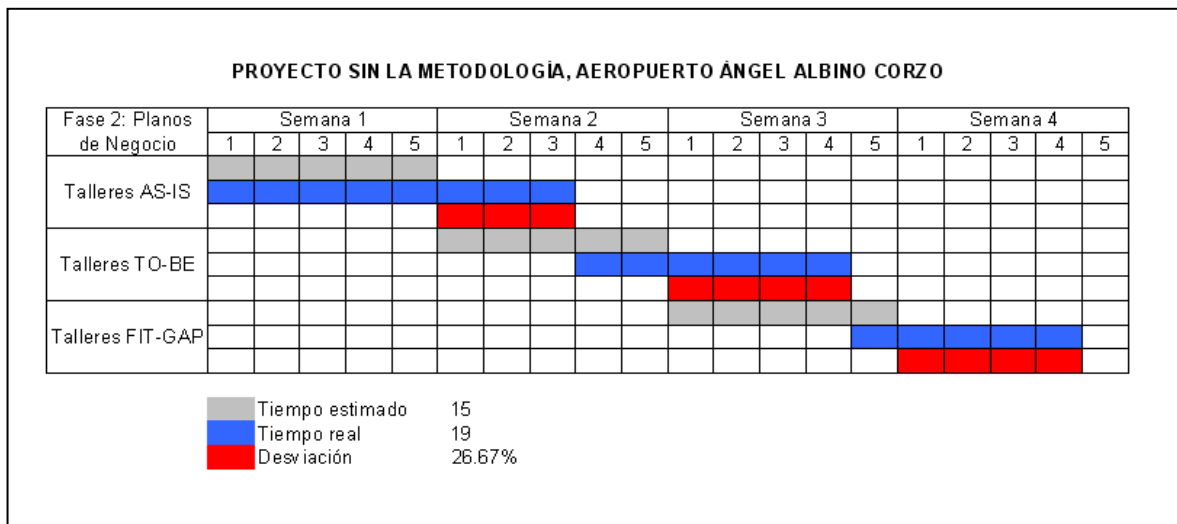 PROYECTO SIN LA METODOLOGÍA, AEROPUERTO ÁNGEL ALBINO CORZO
Fase 2: Planos de Negocio Semana 1 Semana 2 Semana 3 Semana 4
1 2 3 4 5 1 2 3 4 5 1 2 3 4 5 1 2 3 4 5
Talleres AS-IS
Talleres TO-BE
Talleres FIT-GAP
Tiempo estimado 15
Tiempo real 19
Desviación 26.67%